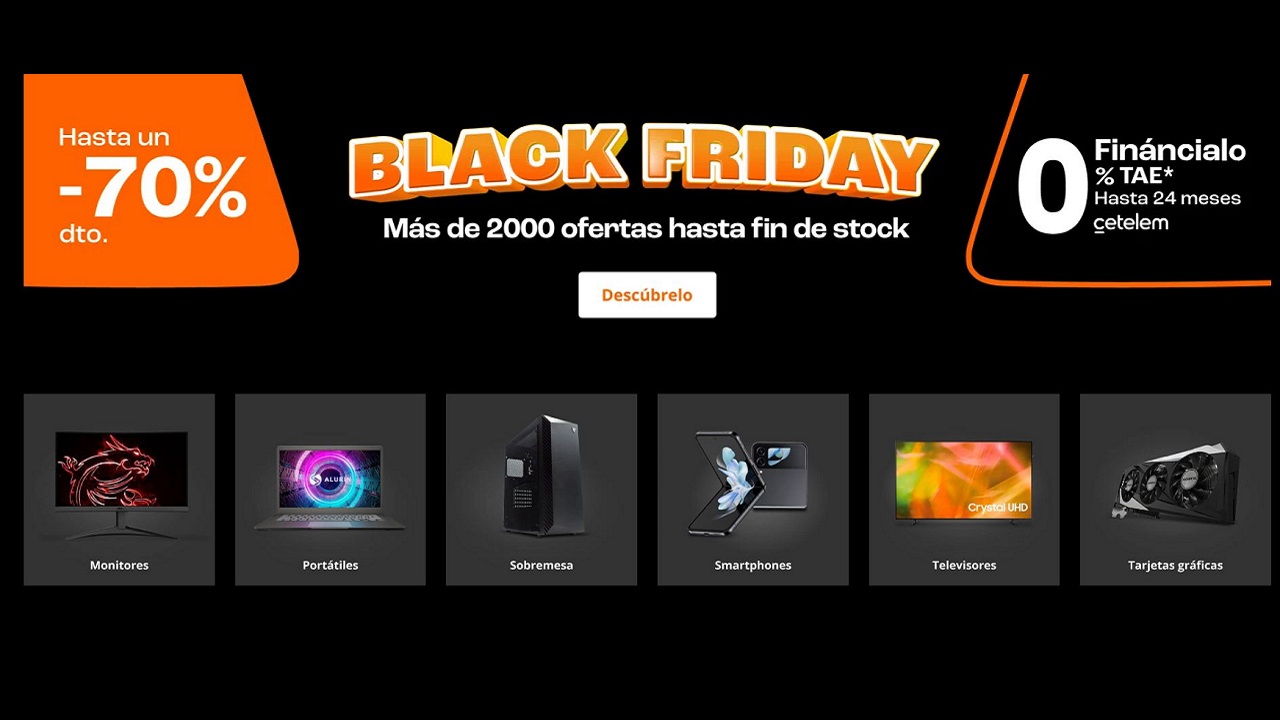 Hasta un
-70%
dto.
BLACK FRIDAY
Más de 2000 ofertas hasta fin de stock
Descúbrelo
0 Fináncialo
% TAE*
Hasta 24 meses
cetelem
Crystal UHD
Monitores
Portátiles
Sobremesa
Smartphones
Televisores
Tarjetas gráficas